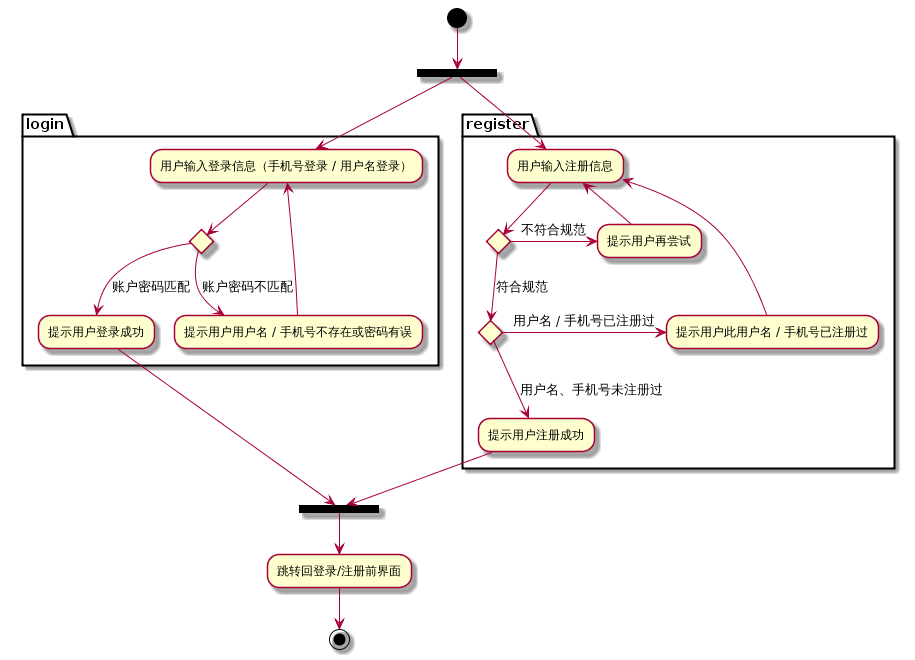 login
register
用户输入登录信息（手机号登录 / 用户名登录）
用户输入注册信息
不符合规范
提示用户再尝试
账户密码匹配
账户密码不匹配
符合规范
用户名 / 手机号已注册过
提示用户登录成功
提示用户用户名 / 手机号不存在或密码有误
提示用户此用户名 / 手机号已注册过
用户名、手机号未注册过
提示用户注册成功
跳转回登录/注册前界面